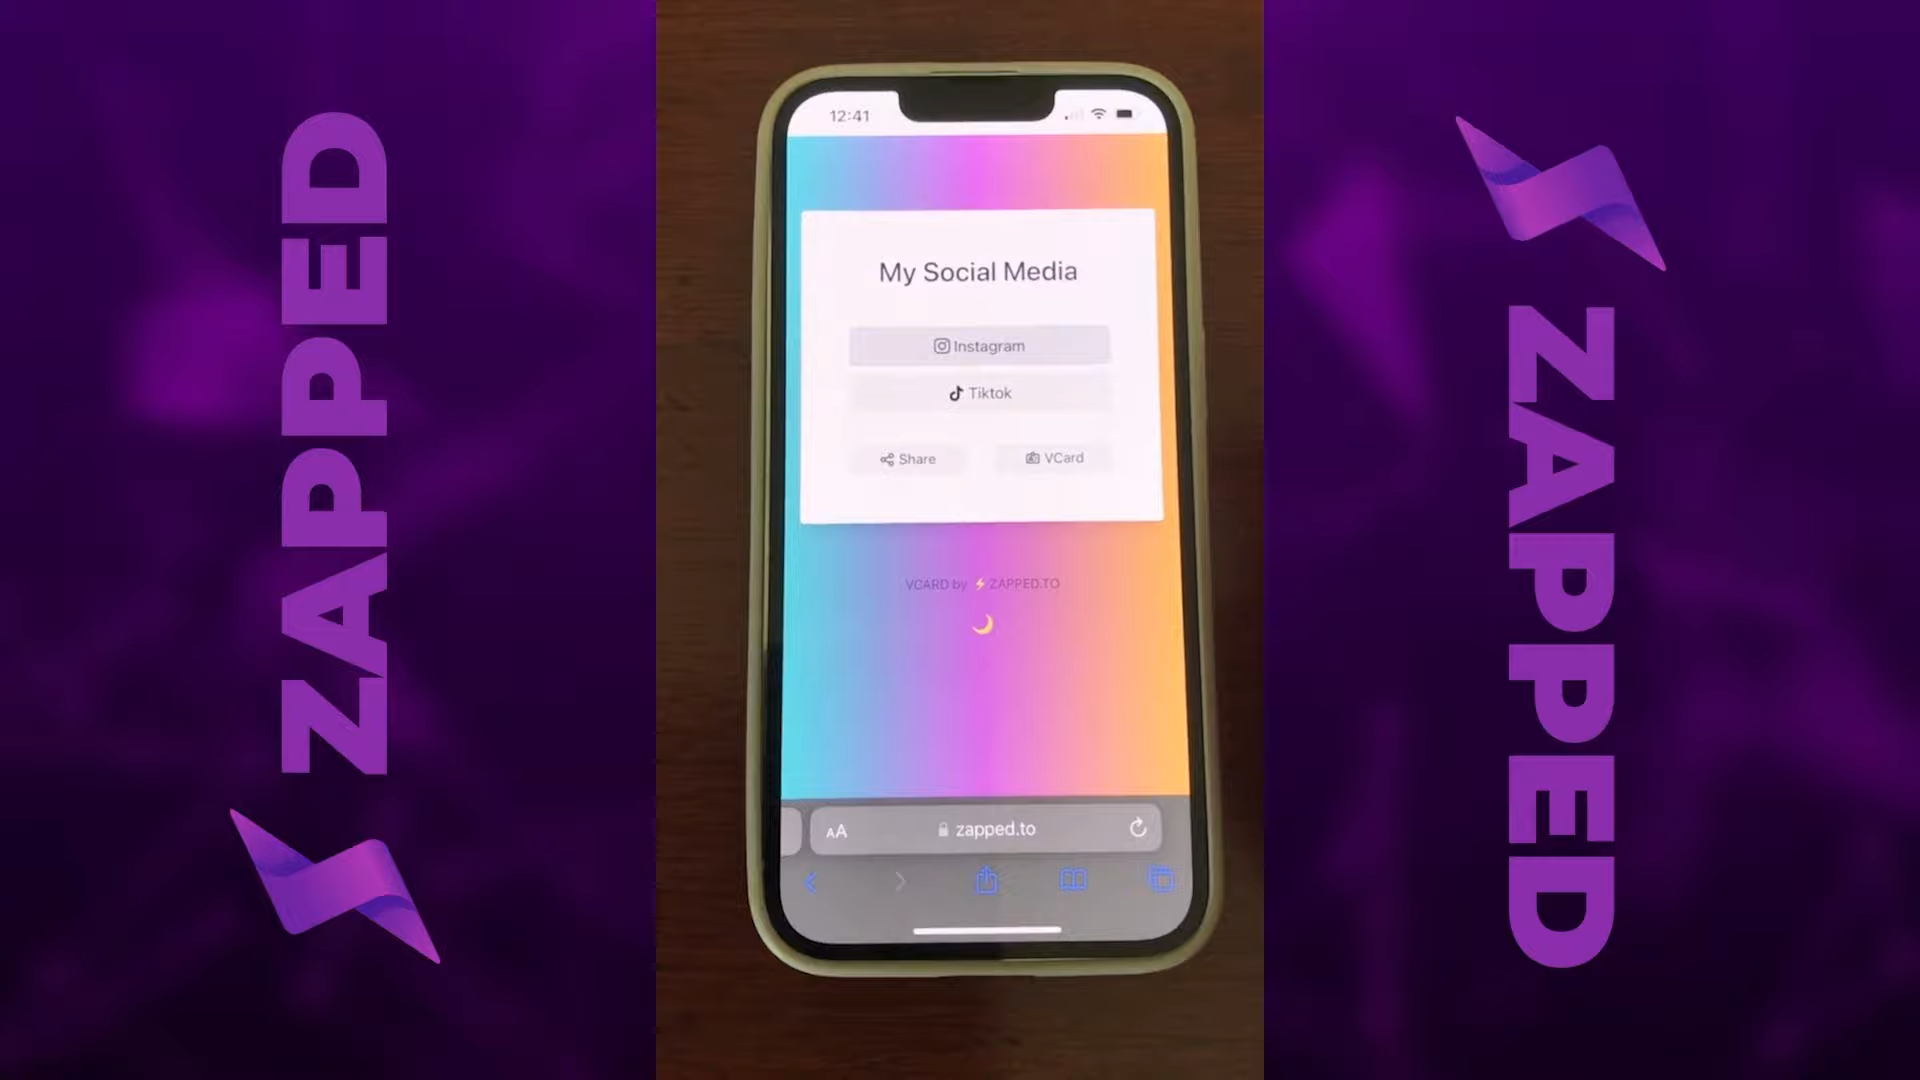 ZAPPED
12:41
My Social Media
Instagram
Tiktok
Share
VCard
VCARD by ⚡ ZAPPED.TO
AA
zapped.to
ZAPPED